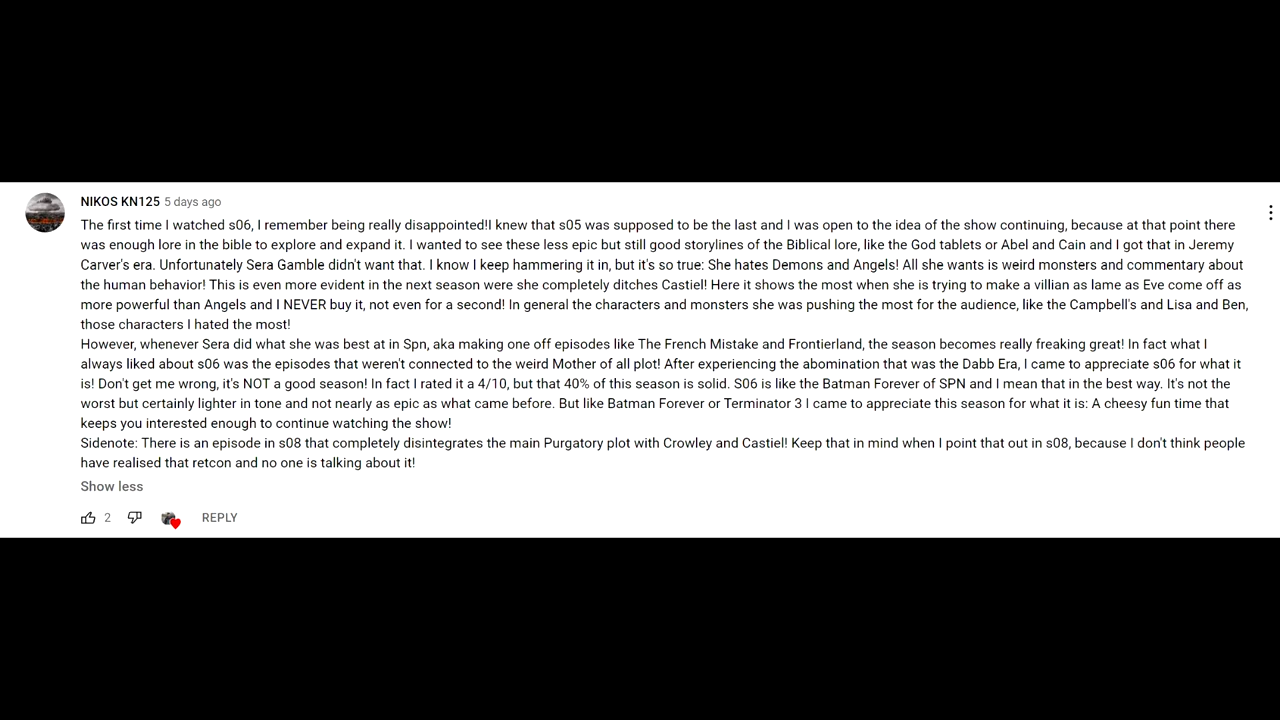 NIKOS KN125 5 days ago
The first time I watched s06, I remember being really disappointed!I knew that s05 was supposed to be the last and I was open to the idea of the show continuing, because at that point there
was enough lore in the bible to explore and expand it. I wanted to see these less epic but still good storylines of the Biblical lore, like the God tablets or Abel and Cain and I got that in Jeremy
Carver's era. Unfortunately Sera Gamble didn't want that. I know I keep hammering it in, but it's so true: She hates Demons and Angels! All she wants is weird monsters and commentary about
the human behavior! This is even more evident in the next season were she completely ditches Castiel! Here it shows the most when she is trying to make a villian as lame as Eve come off as
more powerful than Angels and I NEVER buy it, not even for a second! In general the characters and monsters she was pushing the most for the audience, like the Campbell's and Lisa and Ben,
those characters I hated the most!
However, whenever Sera did what she was best at in Spn, aka making one off episodes like The French Mistake and Frontierland, the season becomes really freaking great! In fact what I
always liked about s06 was the episodes that weren't connected to the weird Mother of all plot! After experiencing the abomination that was the Dabb Era, I came to appreciate s06 for what it
is! Don't get me wrong, it's NOT a good season! In fact I rated it a 4/10, but that 40% of this season is solid. S06 is like the Batman Forever of SPN and I mean that in the best way. It's not the
worst but certainly lighter in tone and not nearly as epic as what came before. But like Batman Forever or Terminator 3 I came to appreciate this season for what it is: A cheesy fun time that
keeps you interested enough to continue watching the show!
Sidenote: There is an episode in s08 that completely disintegrates the main Purgatory plot with Crowley and Castiel! Keep that in mind when I point that out in s08, because I don't think people
have realised that retcon and no one is talking about it!
Show less
2 REPLY